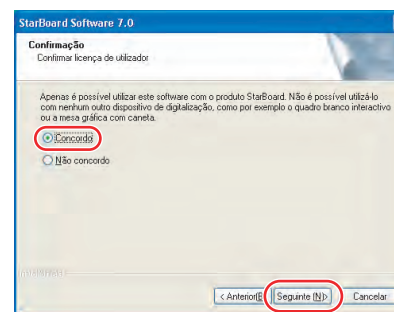 StarBoard Software 7.0
Confirmação
Confirmar licença de utilizador
Apenas é possível utilizar este software com o produto StarBoard. Não é possível utilizá-lo
com nenhum outro dispositivo de digitalização, como por exemplo o quadro branco interactivo
ou a mesa gráfica com caneta.
Concordo
Não concordo
< Anterior(B Seguinte (N)> Cancelar